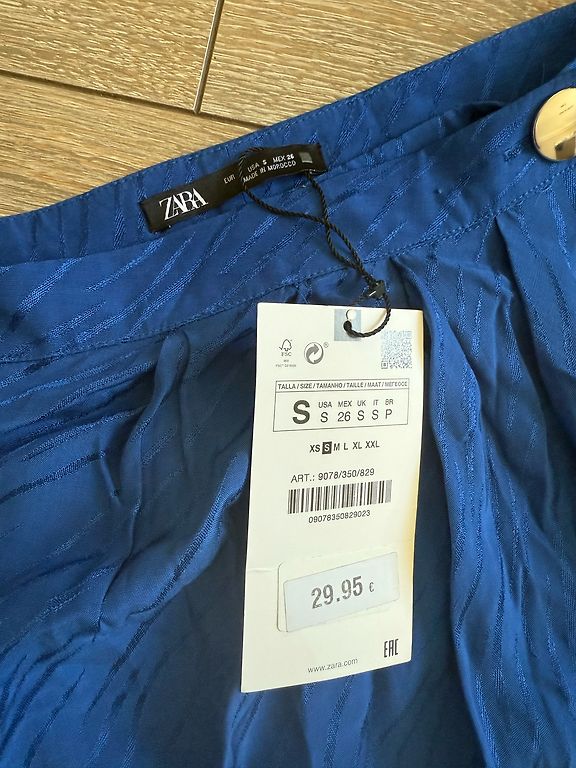 ZARA
EUR S USA S MEX 26
MADE IN MOROCCO
FSC
TALLA / SIZE / TAMANHO / TAILLE / MAAT / ΜΕΓΕΘΟΣ
S
USA MEX UK IT BR
S 26 S S P
XS S M L XL XXL
ART.: 9078/350/829
09078350829023
29.95 €
EAC
www.zara.com